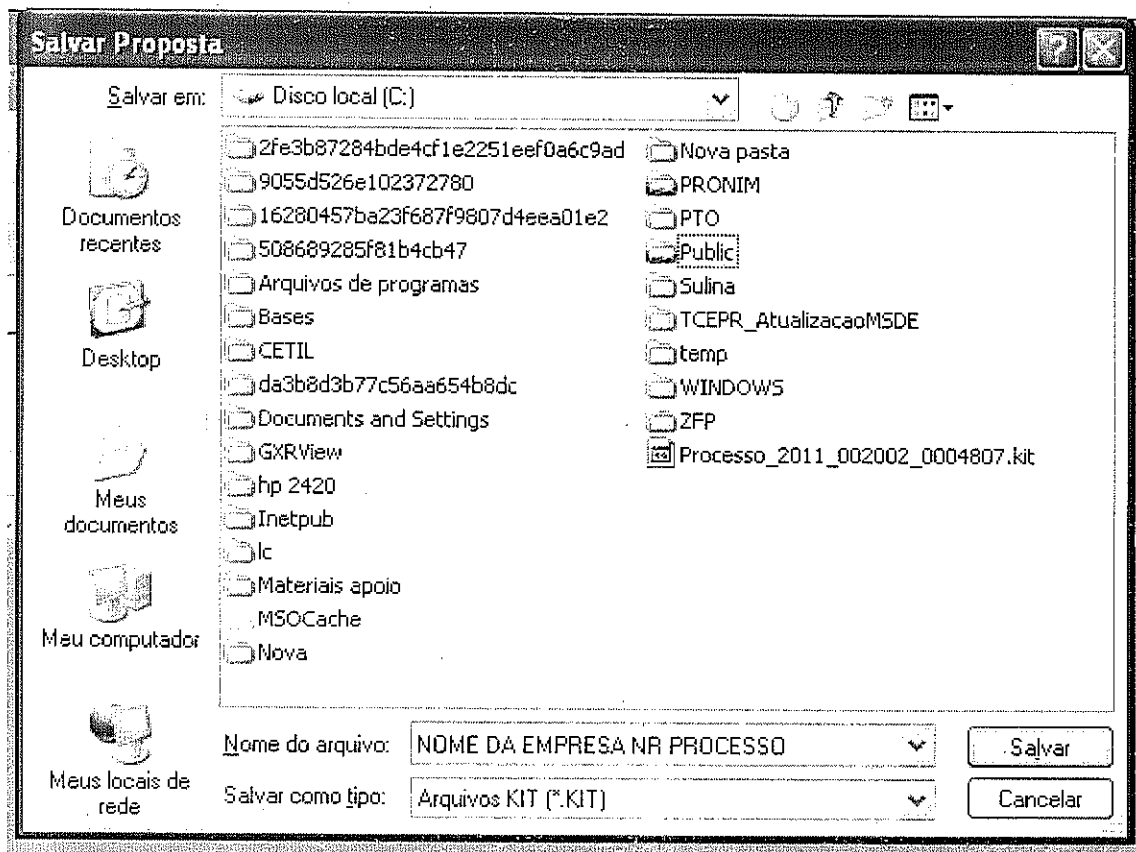 Salvar Proposta
Salvar em:
Disco local (C:)
Documentos
recentes
Desktop
Meus
documentos
Meu computador
Meus locais de
rede
2fe3b87284bde4cf1e2251eef0a6c9ad
9055d526e102372780
16280457ba23f687f9807d4eea01e2
508689285f81b4cb47
Arquivos de programas
Bases
CETIL
da3b8d3b77c56aa654b8dc
Documents and Settings
GXRView
hp 2420
Inetpub
lc
Materiais apoio
MSOCache
Nova
Nova pasta
PRONIM
PTO
Public
Sulina
TCEPR_AtualizacaoMSDE
temp
WINDOWS
ZFP
Processo_2011_002002_0004807.kit
Nome do arquivo:
NOME DA EMPRESA NR PROCESSO
Salvar
Salvar como tipo:
Arquivos KIT (*.KIT)
Cancelar